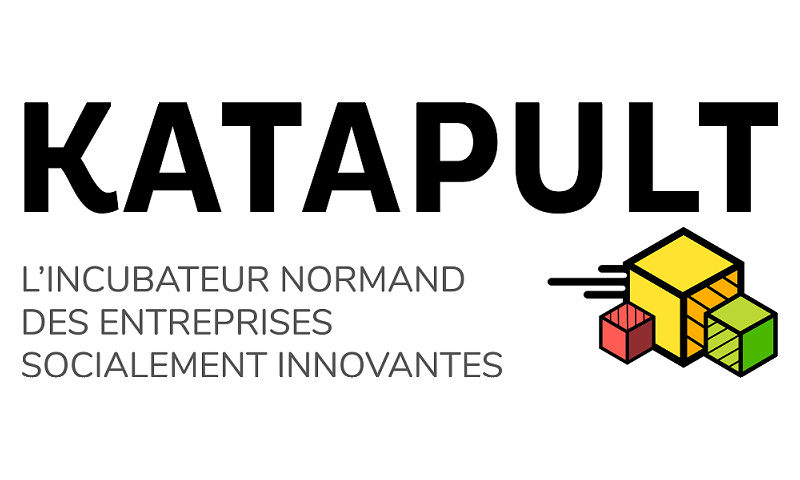 KATAPULT
L’INCUBATEUR NORMAND
DES ENTREPRISES
SOCIALEMENT INNOVANTES